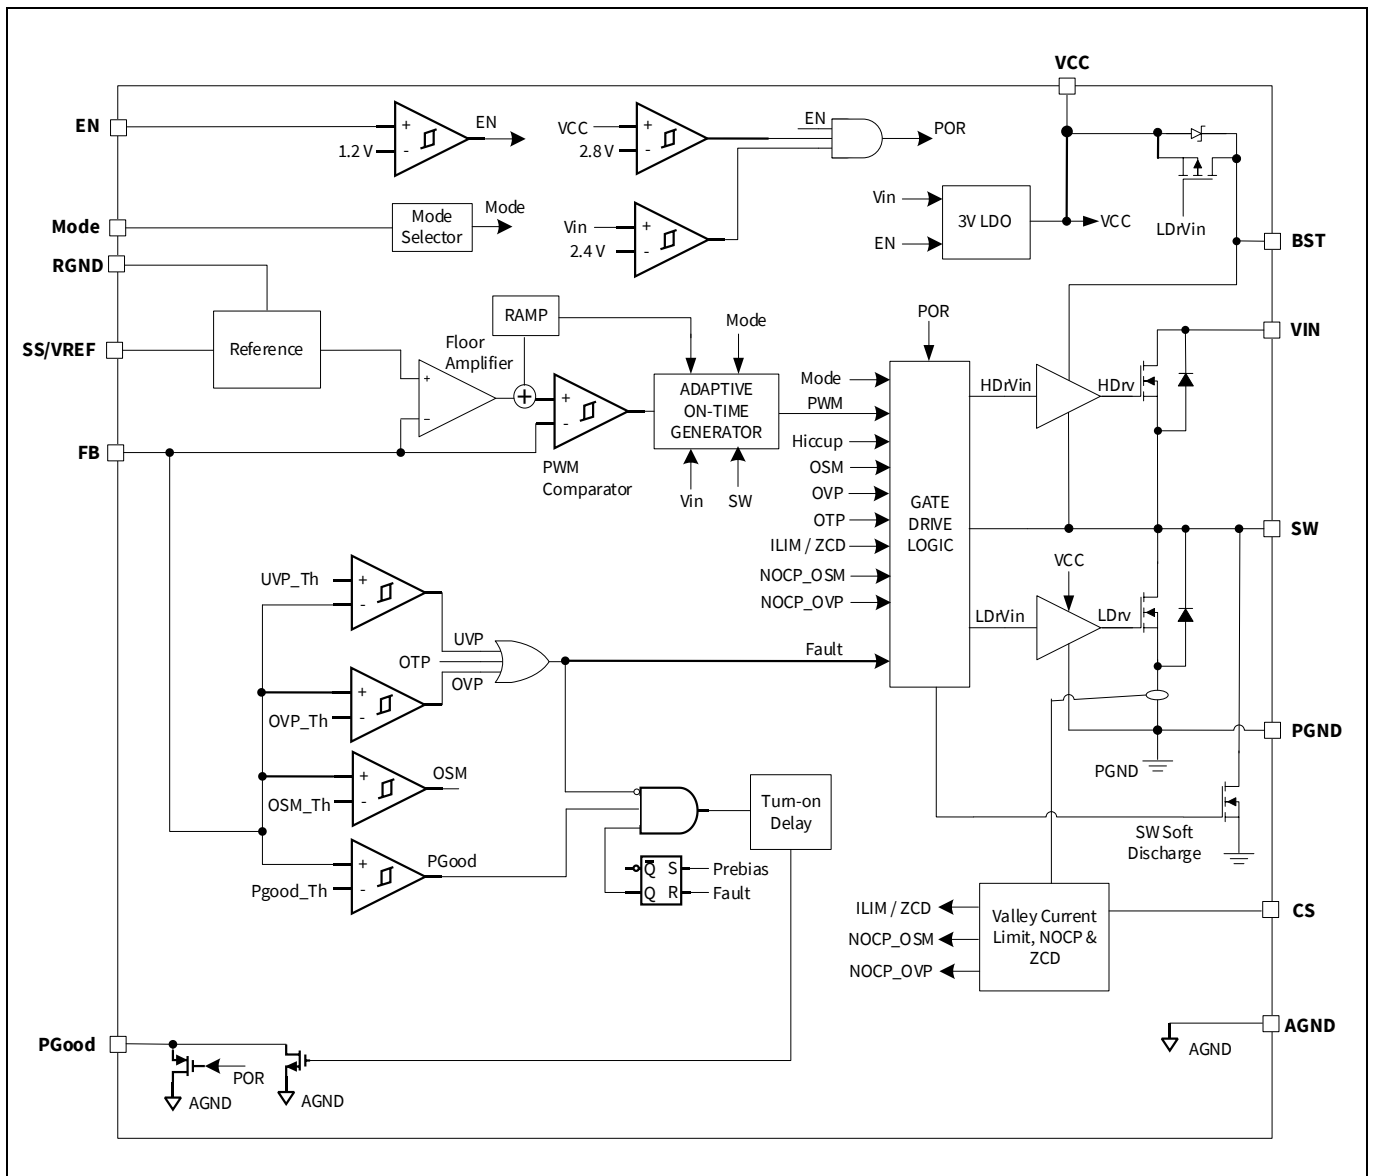 VCC
EN
+
-
1.2 V
EN
VCC
2.8 V
+
-
EN
POR
Mode
Mode
Selector
Mode
Vin
2.4 V
+
-
Vin
EN
3V LDO
VCC
LDrVin
BST
RGND
SS/VREF
Reference
Floor
Amplifier
+
−
RAMP
+
+
-
PWM
Comparator
Mode
ADAPTIVE
ON-TIME
GENERATOR
Vin
SW
FB
POR
Mode
PWM
Hiccup
OSM
OVP
OTP
ILIM / ZCD
NOCP_OSM
NOCP_OVP
Fault
GATE
DRIVE
LOGIC
HDrVin
HDrv
VIN
SW
VCC
LDrVin
LDrv
PGND
PGND
SW Soft
Discharge
UVP_Th
+
-
UVP
OTP
OVP
OVP_Th
+
-
OSM_Th
+
-
OSM
Pgood_Th
+
-
PGood
Turn-on
Delay
Q S
Q R
Prebias
Fault
ILIM / ZCD
NOCP_OSM
NOCP_OVP
Valley Current
Limit, NOCP &
ZCD
CS
AGND
AGND
PGood
POR
AGND
AGND